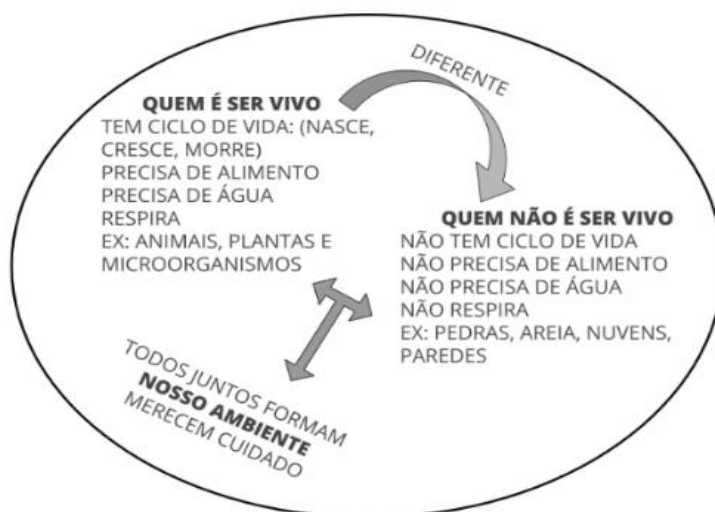 DIFERENTE
QUEM É SER VIVO
TEM CICLO DE VIDA: (NASCE,
CRESCE, MORRE)
PRECISA DE ALIMENTO
PRECISA DE ÁGUA
RESPIRA
EX: ANIMAIS, PLANTAS E
MICROORGANISMOS
QUEM NÃO É SER VIVO
NÃO TEM CICLO DE VIDA
NÃO PRECISA DE ALIMENTO
NÃO PRECISA DE ÁGUA
NÃO RESPIRA
EX: PEDRAS, AREIA, NUVENS,
PAREDES
TODOS JUNTOS FORMAM
NOSSO AMBIENTE
MERECEM CUIDADO